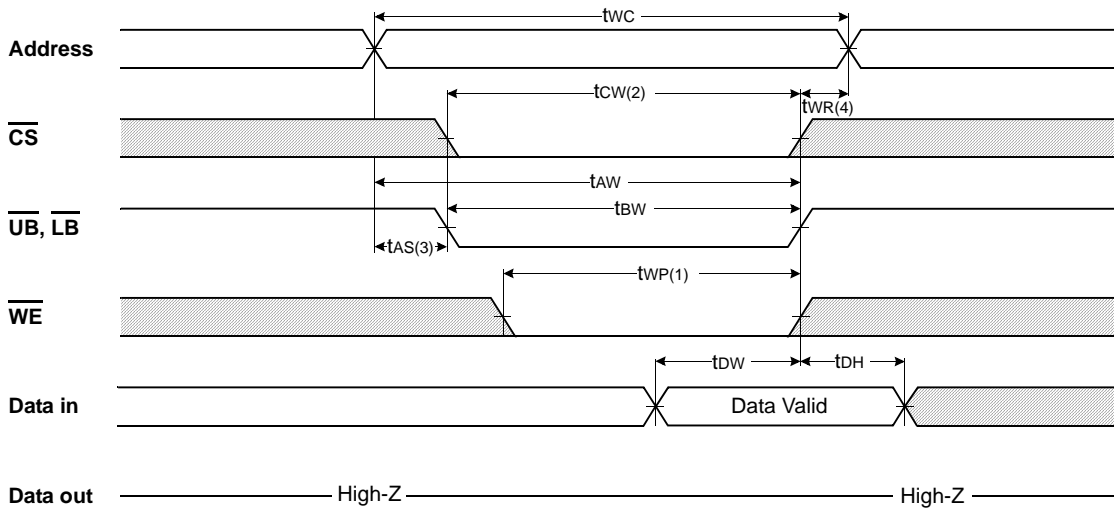 tWC
Address
tCW(2)
tWR(4)
CS
tAW
tBW
UB, LB
tAS(3)
tWP(1)
WE
tDW
tDH
Data in
Data Valid
Data out
High-Z
High-Z